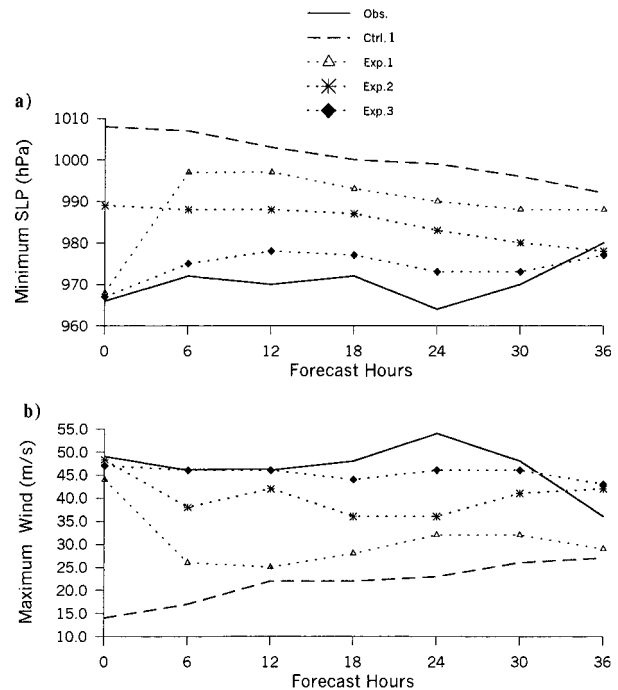 Obs.
Ctrl.1
Exp.1
Exp.2
Exp.3
a)
1010
1000
990
980
970
960
Minimum SLP (hPa)
0 6 12 18 24 30 36
Forecast Hours
b)
55.0
50.0
45.0
40.0
35.0
30.0
25.0
20.0
15.0
10.0
Maximum Wind (m/s)
0 6 12 18 24 30 36
Forecast Hours